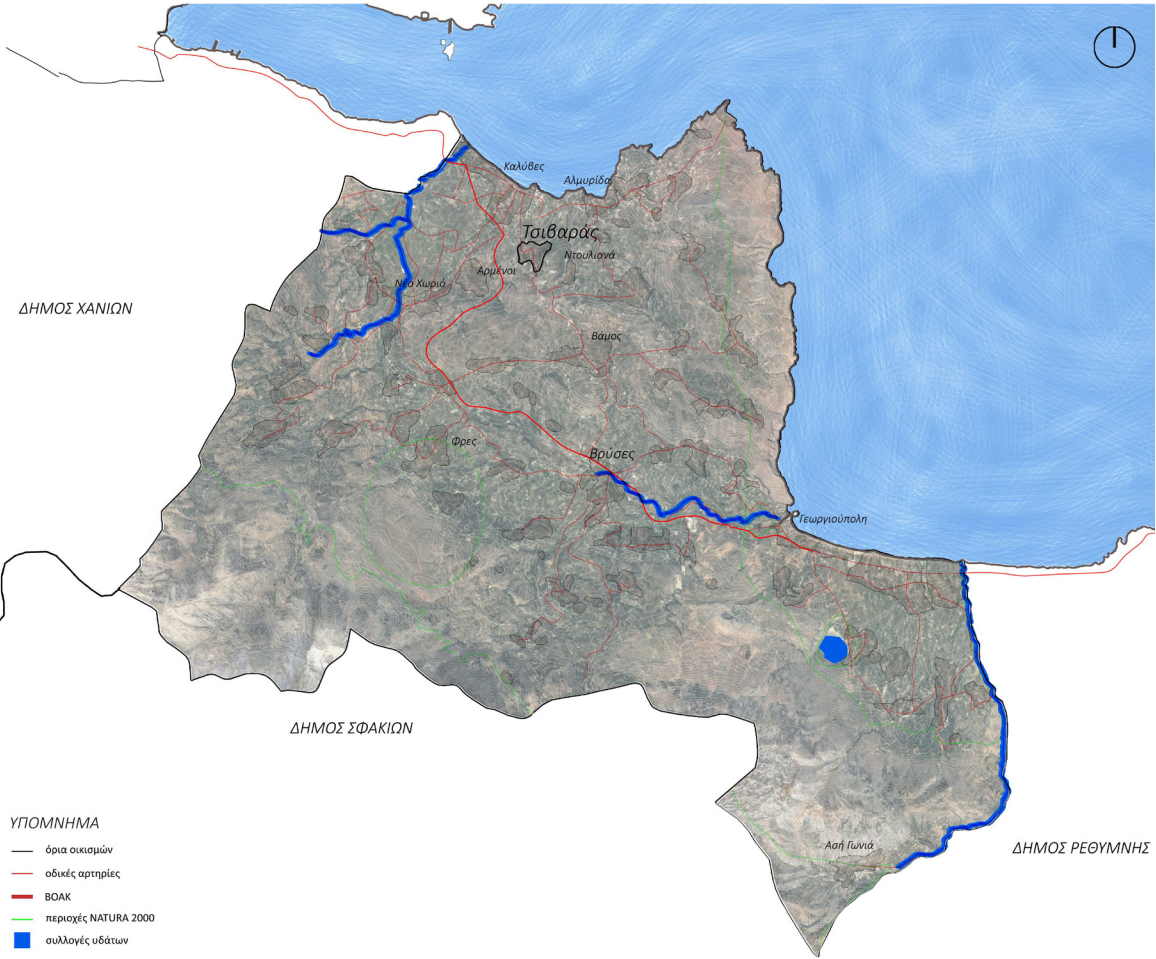 Καλύβες
Αλμυρίδα
Τσιβαράς
Ντουλιανά
Αρμένοι
Νέο Χωριό
ΔΗΜΟΣ ΧΑΝΙΩΝ
Βάμος
Φρες
Βρύσες
Γεωργιούπολη
ΔΗΜΟΣ ΣΦΑΚΙΩΝ
Ασή Γωνιά
ΔΗΜΟΣ ΡΕΘΥΜΝΗΣ
ΥΠΟΜΝΗΜΑ
όρια οικισμών
οδικές αρτηρίες
ΒΟΑΚ
περιοχές NATURA 2000
συλλογές υδάτων